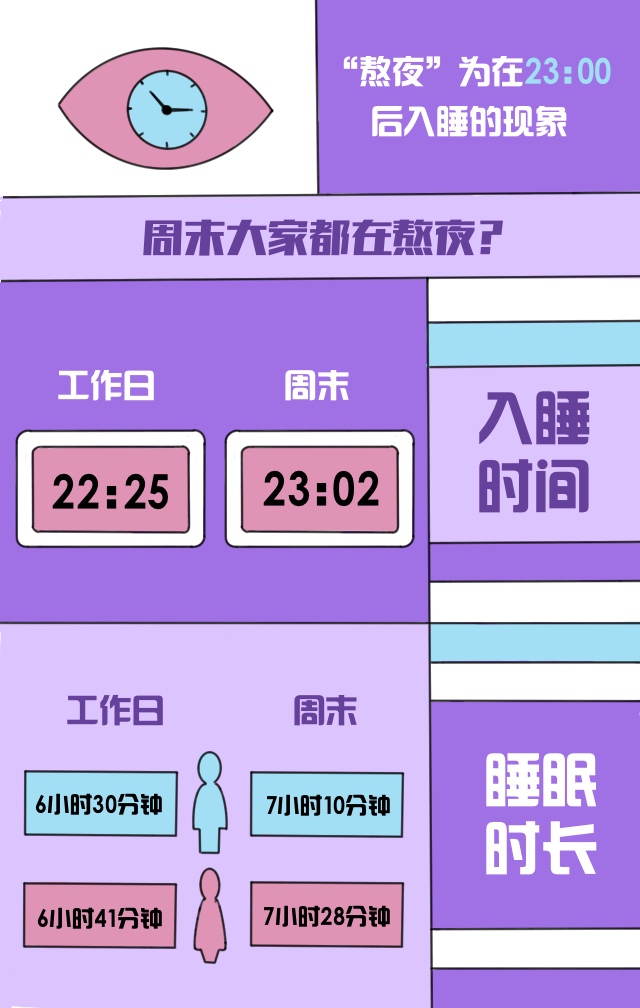 “熬夜”为在23:00
后入睡的现象
周末大家都在熬夜?
工作日
周末
22:25
23:02
入睡
时间
工作日
周末
6小时30分钟
7小时10分钟
6小时41分钟
7小时28分钟
睡眠
时长